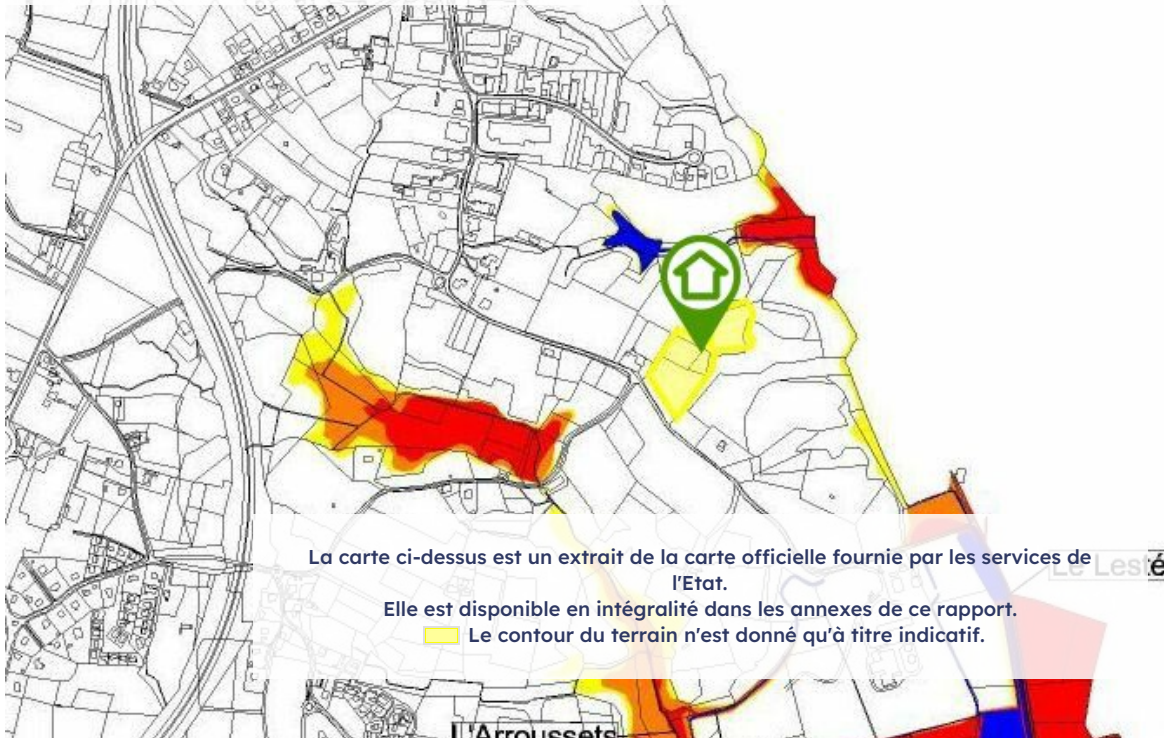 La carte ci-dessus est un extrait de la carte officielle fournie par les services de
l'Etat.
Le Lesté
Elle est disponible en intégralité dans les annexes de ce rapport.
Le contour du terrain n'est donné qu'à titre indicatif.
L'Arroussets